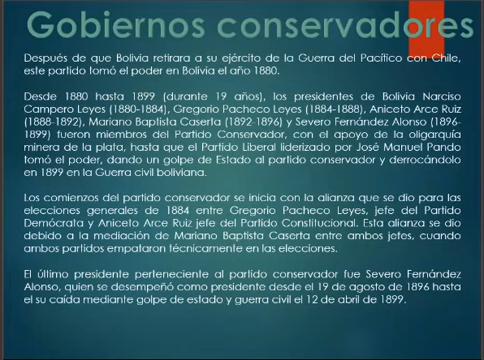 Gobiernos conservadores
Después de que Bolivia retirara a su ejército de la Guerra del Pacífico con Chile,
este partido tomó el poder en Bolivia el año 1880.
Desde 1880 hasta 1899 (durante 19 años), los presidentes de Bolivia Narciso
Campero Leyes (1880-1884), Gregorio Pacheco Leyes (1884-1888), Aniceto Arce Ruiz
(1888-1892), Mariano Baptista Caserta (1892-1896) y Severo Fernández Alonso (1896-
1899) fueron miembros del Partido Conservador, con el apoyo de la oligarquía
minera de la plata, hasta que el Partido Liberal liderizado por José Manuel Pando
tomó el poder, dando un golpe de Estado al partido conservador y derrocándolo
en 1899 en la Guerra civil boliviana.
Los comienzos del partido conservador se inicia con la alianza que se dio para las
elecciones generales de 1884 entre Gregorio Pacheco Leyes, jefe del Partido
Demócrata y Aniceto Arce Ruiz jefe del Partido Constitucional. Esta alianza se dio
debido a la mediación de Mariano Baptista Caserta entre ambos jefes, cuando
ambos partidos empataron técnicamente en las elecciones.
El último presidente perteneciente al partido conservador fue Severo Fernández
Alonso, quien se desempeñó como presidente desde el 19 de agosto de 1896 hasta
el su caída mediante golpe de estado y guerra civil el 12 de abril de 1899.